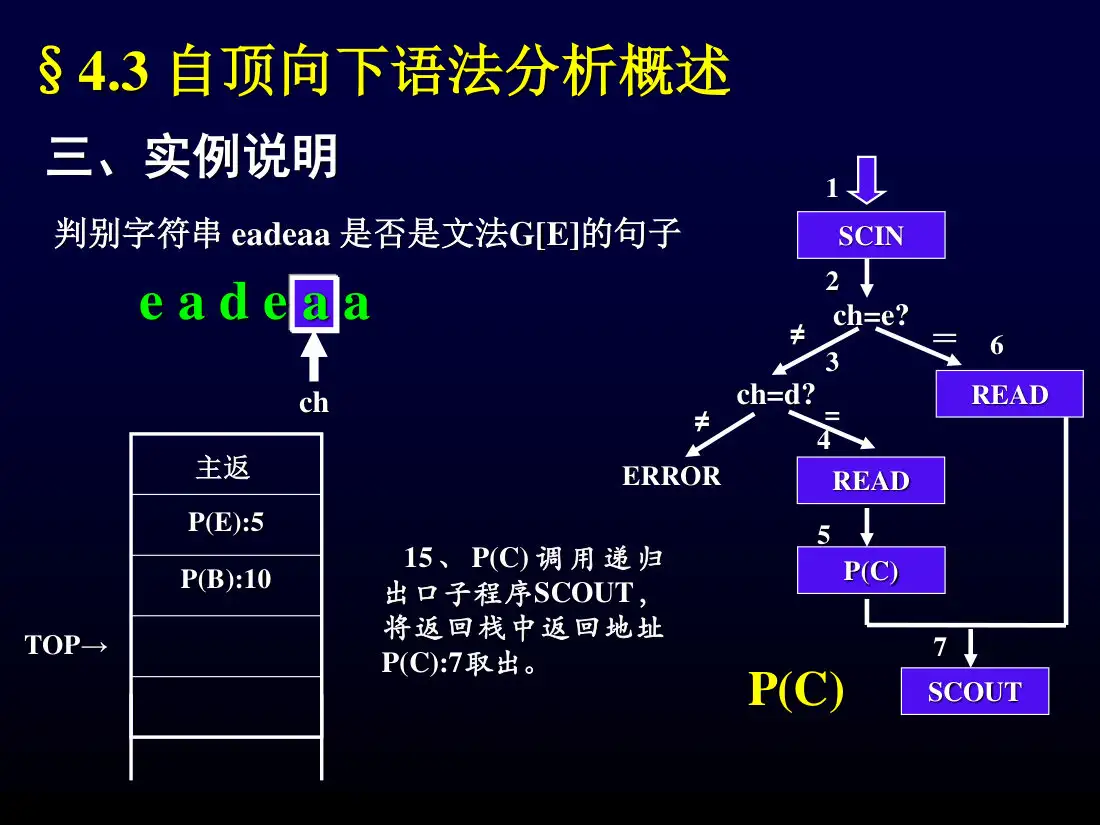 §4.3 自顶向下语法分析概述
三、实例说明
判别字符串 eadeaa 是否是文法G[E]的句子
e a d e a a
ch
主返
P(E):5
P(B):10
TOP→
15、P(C)调用递归
出口子程序SCOUT，
将返回栈中返回地址
P(C):7取出。
1
SCIN
2
ch=e?
≠
=
3
6
ch=d?
READ
≠
=
4
ERROR
READ
5
P(C)
7
P(C)
SCOUT